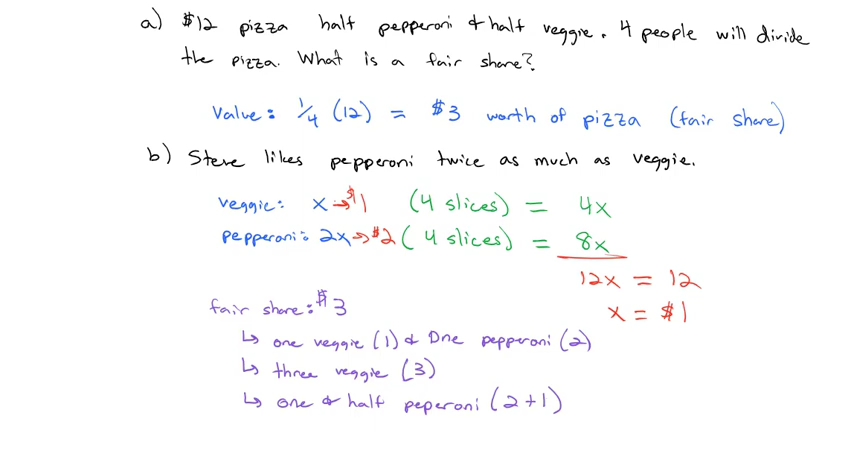 a) $12 pizza half pepperoni & half veggie. 4 people will divide
the pizza. What is a fair share?
Value: 1/4 (12) = $3 worth of pizza (fair share)
b) Steve likes pepperoni twice as much as veggie.
veggie: x → $1 (4 slices) = 4x
pepperoni: 2x → $2 (4 slices) = 8x
12x = 12
x = $1
fair share: $3
↳ one veggie (1) & One pepperoni (2)
↳ three veggie (3)
↳ one & half peperoni (2+1)